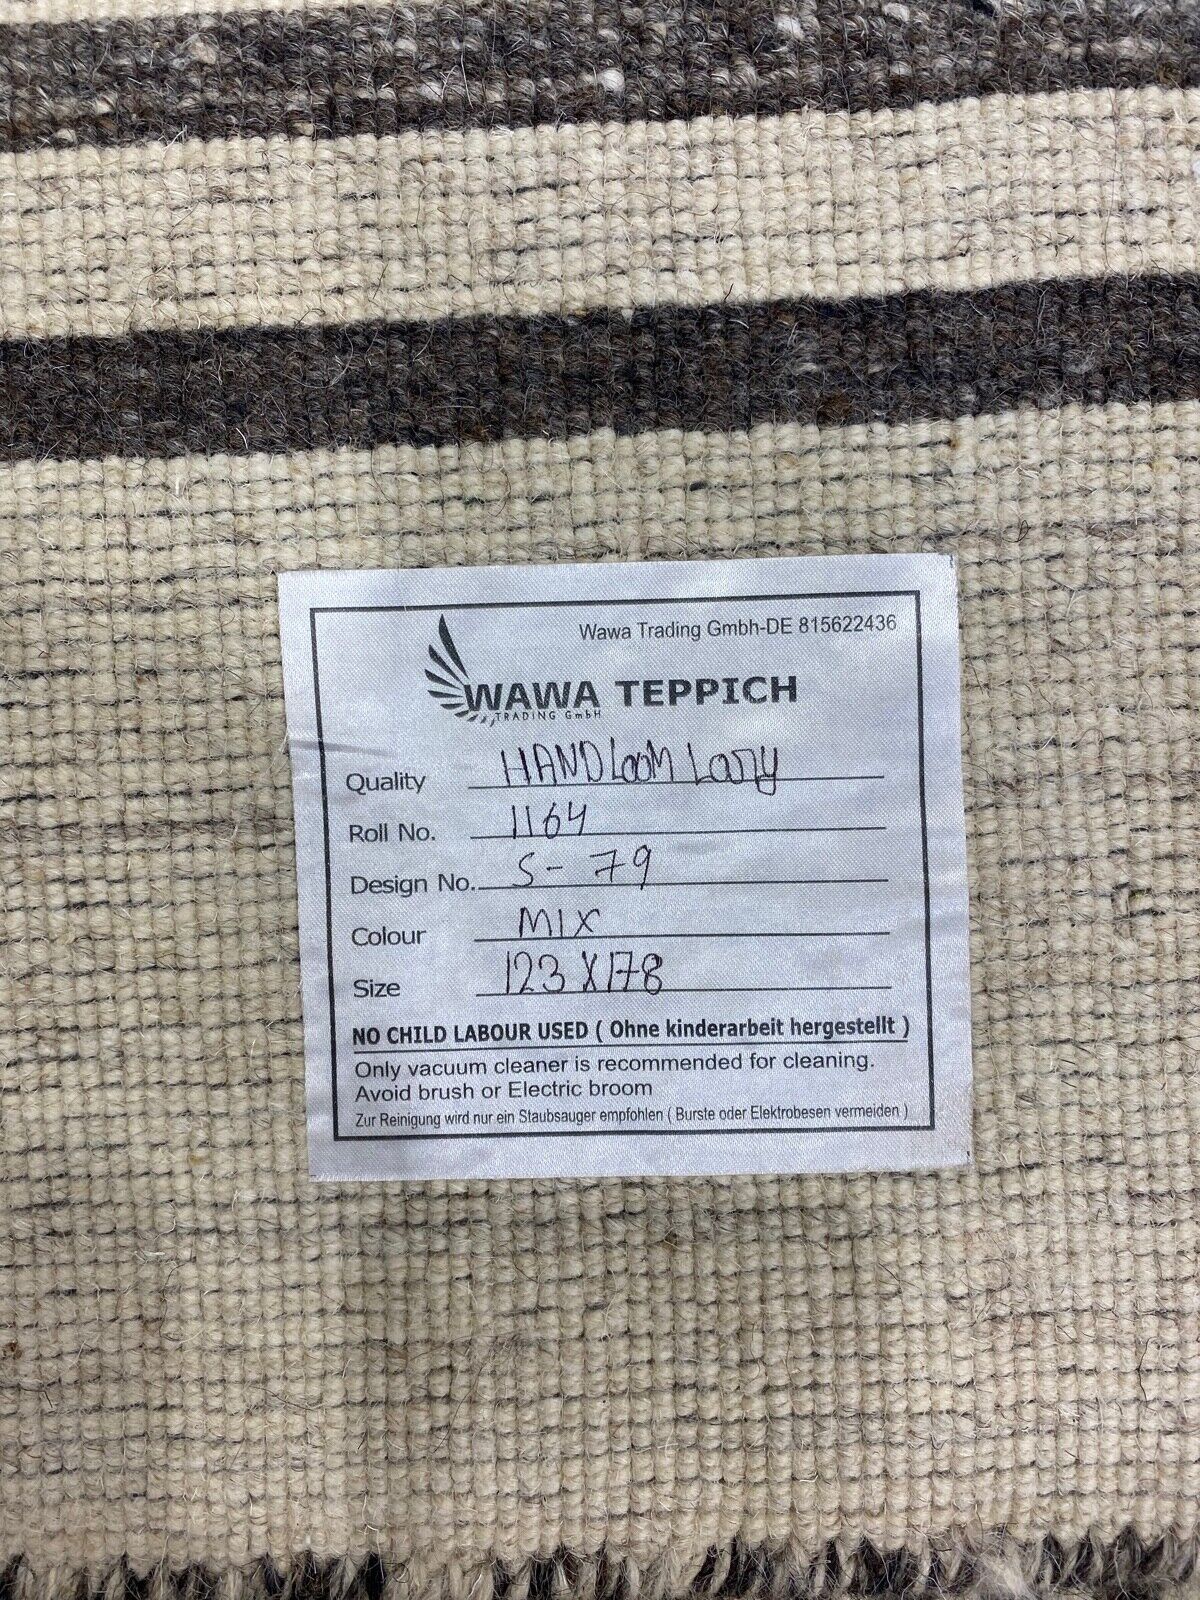 Wawa Trading Gmbh-DE 815622436
WAWA TEPPICH
TRADING GmbH
Quality HANDLOOM
Roll No. 1164
Design No. S-79
Colour MIX
Size 123X178
NO CHILD LABOUR USED ( Ohne kinderarbeit hergestellt )
Only vacuum cleaner is recommended for cleaning.
Avoid brush or Electric broom
Zur Reinigung wird nur ein Staubsauger empfohlen ( Burste oder Elektrobesen vermeiden )